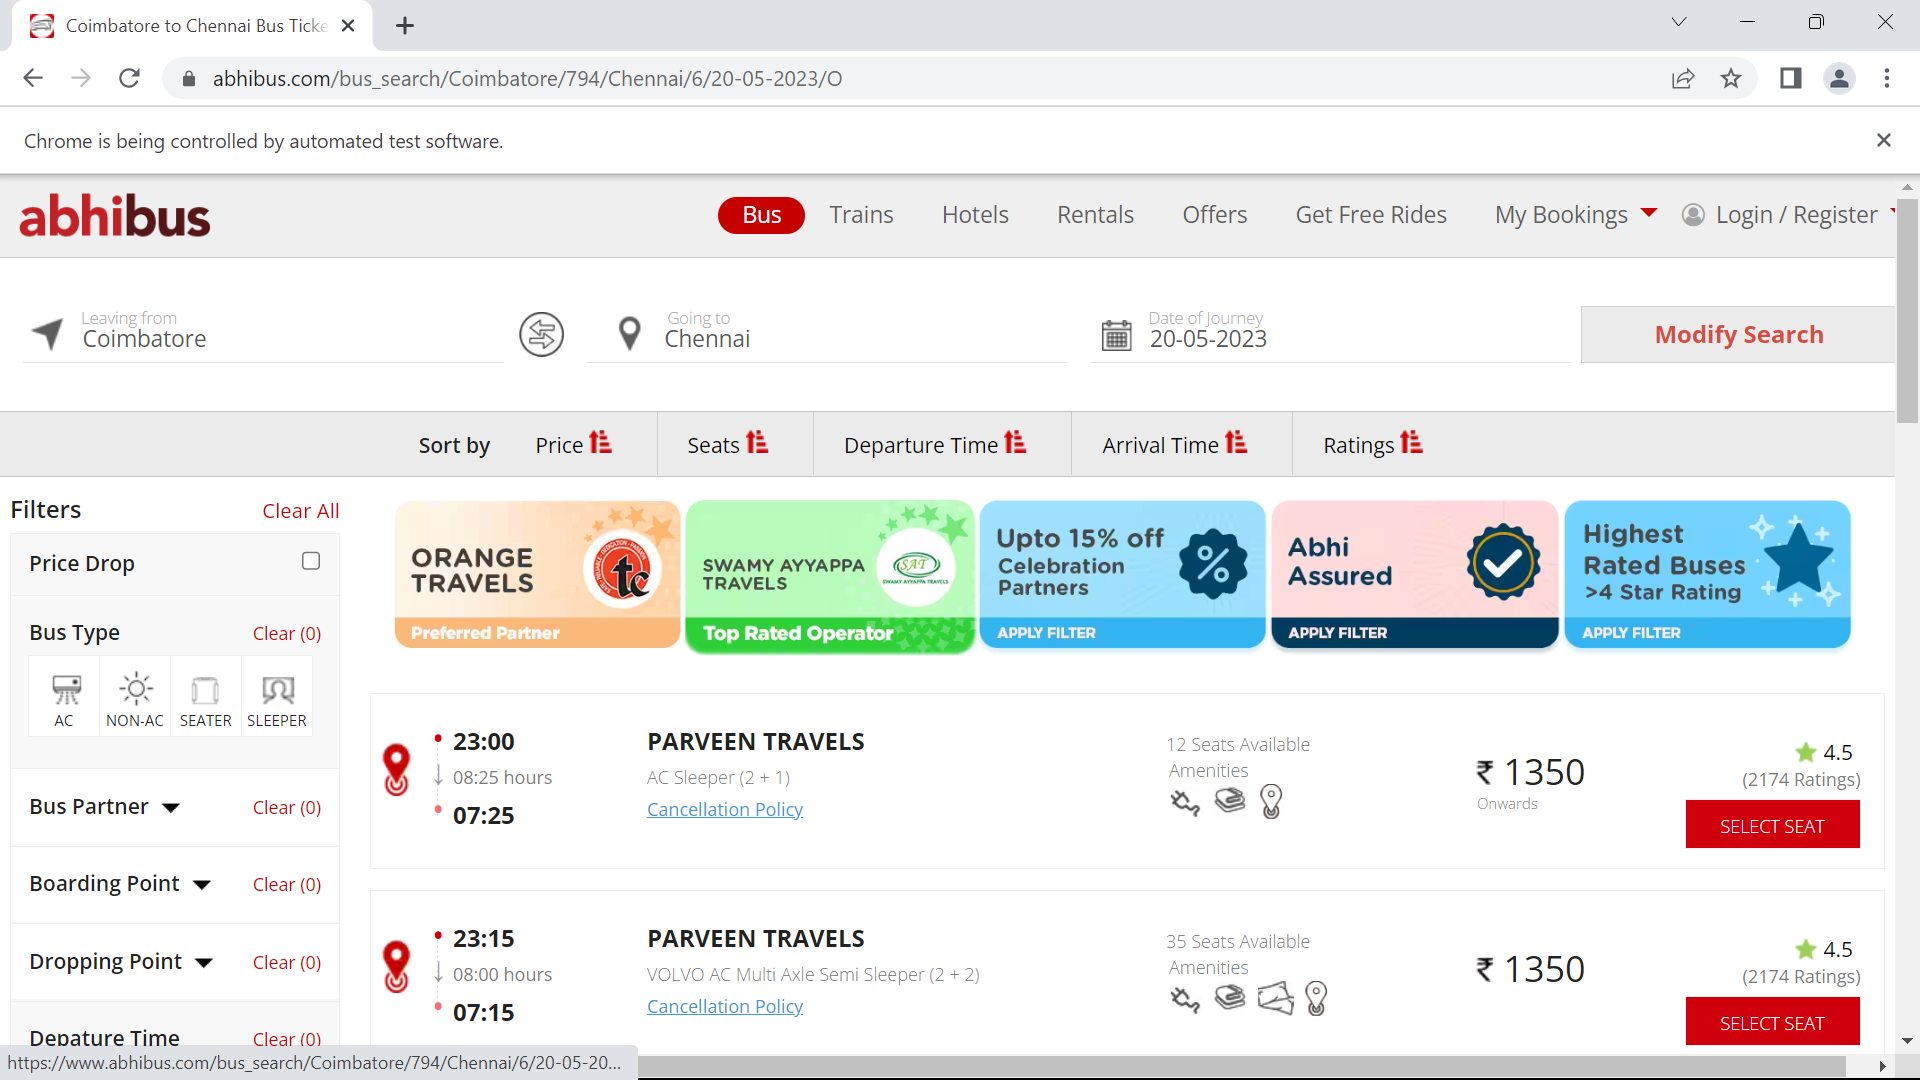 Coimbatore to Chennai Bus Ticke
abhibus.com/bus_search/Coimbatore/794/Chennai/6/20-05-2023/O
Chrome is being controlled by automated test software.
abhibus
Bus
Trains
Hotels
Rentals
Offers
Get Free Rides
My Bookings
Login / Register
Leaving from
Coimbatore
Going to
Chennai
Date of Journey
20-05-2023
Modify Search
Sort by
Price
Seats
Departure Time
Arrival Time
Ratings
Filters
Clear All
Price Drop
Bus Type
Clear (0)
AC
NON-AC
SEATER
SLEEPER
Bus Partner
Clear (0)
Boarding Point
Clear (0)
Dropping Point
Clear (0)
Depature Time
Clear (0)
ORANGE
TRAVELS
tc
Preferred Partner
SWAMY AYYAPPA
TRAVELS
SAT
SWAMY AYYAPPA TRAVELS
Top Rated Operator
Upto 15% off
Celebration
Partners
%
APPLY FILTER
Abhi
Assured
APPLY FILTER
Highest
Rated Buses
>4 Star Rating
APPLY FILTER
23:00
08:25 hours
07:25
PARVEEN TRAVELS
AC Sleeper (2 + 1)
Cancellation Policy
12 Seats Available
Amenities
₹ 1350
Onwards
4.5
(2174 Ratings)
SELECT SEAT
23:15
08:00 hours
07:15
PARVEEN TRAVELS
VOLVO AC Multi Axle Semi Sleeper (2 + 2)
Cancellation Policy
35 Seats Available
Amenities
₹ 1350
4.5
(2174 Ratings)
SELECT SEAT
https://www.abhibus.com/bus_search/Coimbatore/794/Chennai/6/20-05-20...